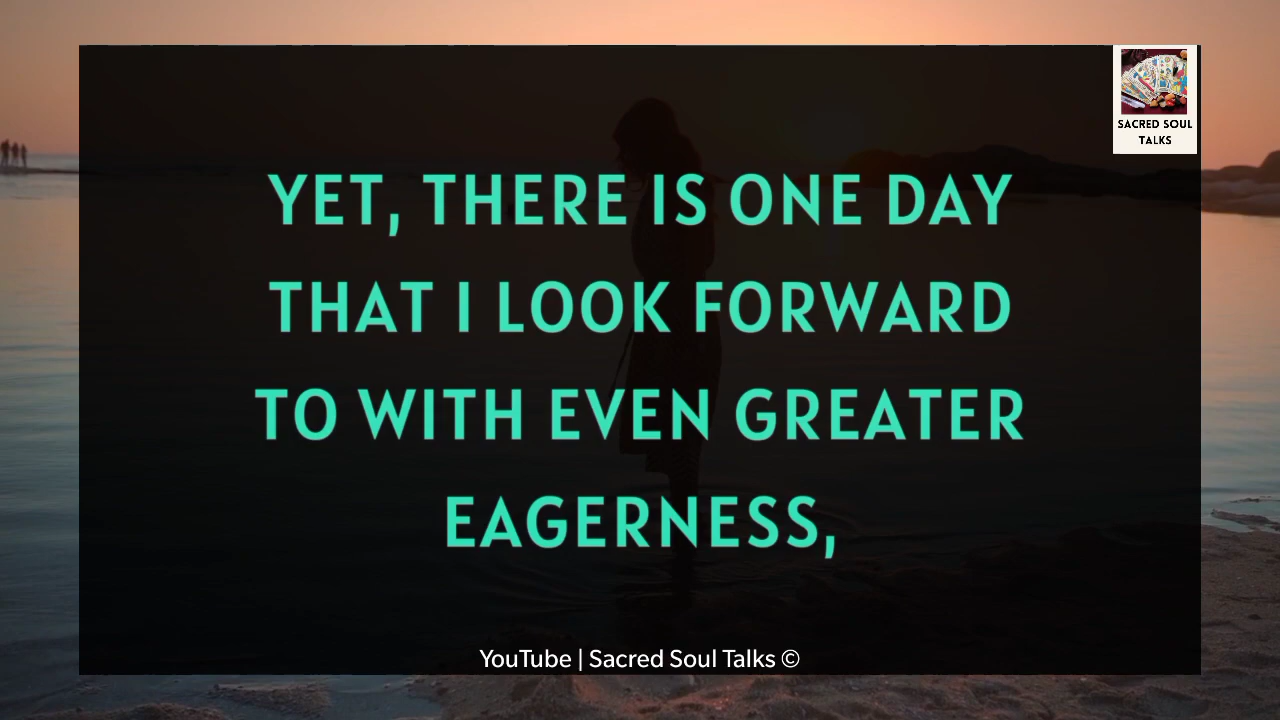 SACRED SOUL
TALKS
YET, THERE IS ONE DAY
THAT I LOOK FORWARD
TO WITH EVEN GREATER
EAGERNESS,
YouTube | Sacred Soul Talks ©